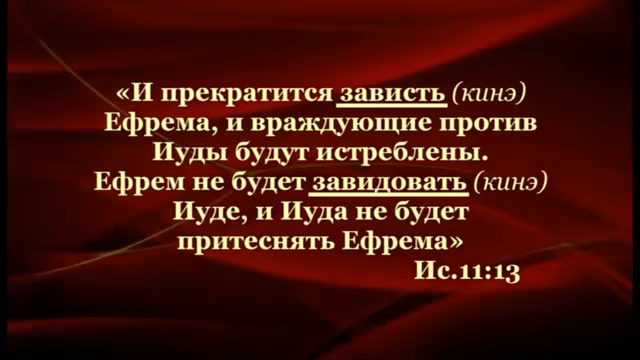 «И прекратится зависть (кинэ)
Ефрема, и враждующие против
Иуды будут истреблены.
Ефрем не будет завидовать (кинэ)
Иуде, и Иуда не будет
притеснять Ефрема»
Ис.11:13